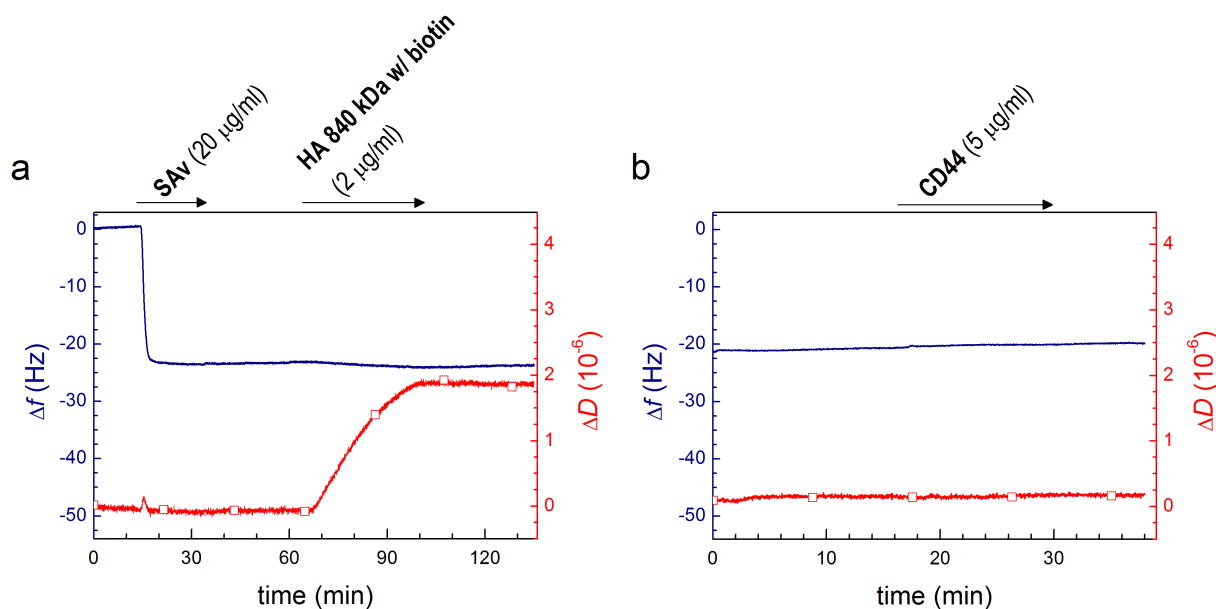 a
SAv (20 μg/ml)
HA 840 kDa w/ biotin
(2 μg/ml)
0
-10
-20
-30
-40
-50
Δf (Hz)
4
3
2
1
0
ΔD (10⁻⁶)
0
30
60
90
120
time (min)
b
CD44 (5 μg/ml)
0
-10
-20
-30
-40
-50
Δf (Hz)
4
3
2
1
0
ΔD (10⁻⁶)
0
10
20
30
time (min)